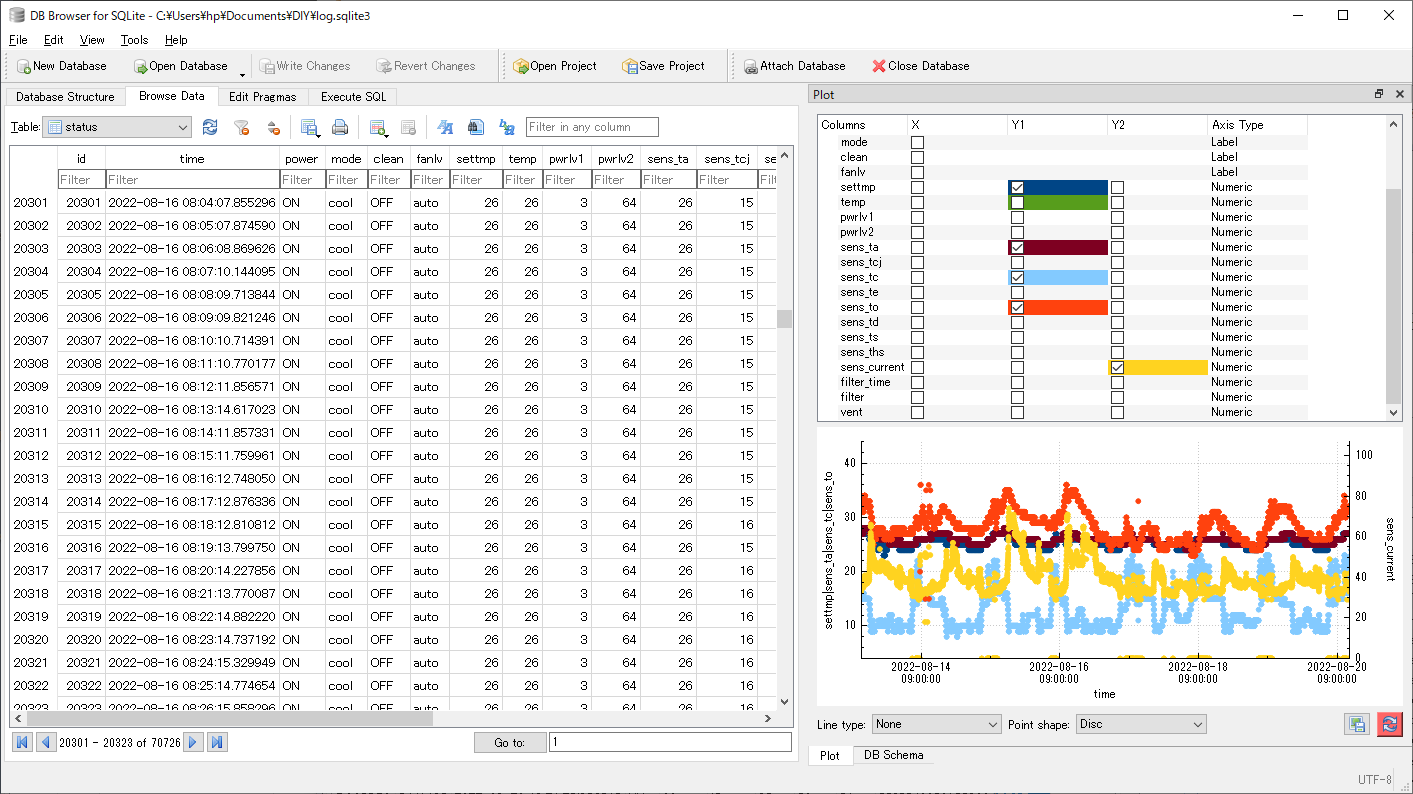 DB Browser for SQLite - C:¥Users¥hp¥Documents¥DIY¥log.sqlite3
File Edit View Tools Help
New Database Open Database Write Changes Revert Changes Open Project Save Project Attach Database Close Database
Database Structure Browse Data Edit Pragmas Execute SQL
Table: status Filter in any column
id time power mode clean fanlv settmp temp pwrlv1 pwrlv2 sens_ta sens_tcj se
Filter Filter Filter Filter Filter Filter Filter Filter Filter Filter Filter Filter Filt
20301 20301 2022-08-16 08:04:07.855296 ON cool OFF auto 26 26 3 64 26 15
20302 20302 2022-08-16 08:05:07.874590 ON cool OFF auto 26 26 3 64 26 15
20303 20303 2022-08-16 08:06:08.869626 ON cool OFF auto 26 26 3 64 26 15
20304 20304 2022-08-16 08:07:10.144095 ON cool OFF auto 26 26 3 64 26 15
20305 20305 2022-08-16 08:08:09.713844 ON cool OFF auto 26 26 3 64 26 15
20306 20306 2022-08-16 08:09:09.821246 ON cool OFF auto 26 26 3 64 26 15
20307 20307 2022-08-16 08:10:10.714391 ON cool OFF auto 26 26 3 64 26 15
20308 20308 2022-08-16 08:11:10.770177 ON cool OFF auto 26 26 3 64 26 15
20309 20309 2022-08-16 08:12:11.856571 ON cool OFF auto 26 26 3 64 26 15
20310 20310 2022-08-16 08:13:14.617023 ON cool OFF auto 26 26 3 64 26 15
20311 20311 2022-08-16 08:14:11.857331 ON cool OFF auto 26 26 3 64 26 15
20312 20312 2022-08-16 08:15:11.759961 ON cool OFF auto 26 26 3 64 26 15
20313 20313 2022-08-16 08:16:12.748050 ON cool OFF auto 26 26 3 64 26 15
20314 20314 2022-08-16 08:17:12.876336 ON cool OFF auto 26 26 3 64 26 15
20315 20315 2022-08-16 08:18:12.810812 ON cool OFF auto 26 26 3 64 26 16
20316 20316 2022-08-16 08:19:13.799750 ON cool OFF auto 26 26 3 64 26 15
20317 20317 2022-08-16 08:20:14.227856 ON cool OFF auto 26 26 3 64 26 16
20318 20318 2022-08-16 08:21:13.770087 ON cool OFF auto 26 26 3 64 26 16
20319 20319 2022-08-16 08:22:14.882220 ON cool OFF auto 26 26 3 64 26 16
20320 20320 2022-08-16 08:23:14.737192 ON cool OFF auto 26 26 3 64 26 16
20321 20321 2022-08-16 08:24:15.329949 ON cool OFF auto 26 26 3 64 26 16
20322 20322 2022-08-16 08:25:14.774654 ON cool OFF auto 26 26 3 64 26 16
20323 20323 2022-08-16 08:26:15.858296 ON cool OFF auto 26 26 3 64 26 16
20301 - 20323 of 70726 Go to: 1
Plot
Columns X Y1 Y2 Axis Type
mode Label
clean Label
fanlv Label
settmp Numeric
temp Numeric
pwrlv1 Numeric
pwrlv2 Numeric
sens_ta Numeric
sens_tcj Numeric
sens_tc Numeric
sens_te Numeric
sens_to Numeric
sens_td Numeric
sens_ts Numeric
sens_ths Numeric
sens_current Numeric
filter_time Numeric
filter Numeric
vent Numeric
settmp|sens_ta|sens_tc|sens_to
40
30
20
10
100
80
60
40
20
0
sens_current
2022-08-14 2022-08-16 2022-08-18 2022-08-20
09:00:00 09:00:00 09:00:00 09:00:00
time
Line type: None Point shape: Disc
Plot DB Schema
UTF-8